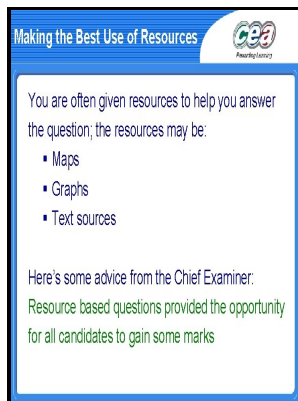 Making the Best Use of Resources
cea
Rewarding Learning
You are often given resources to help you answer
the question; the resources may be:
▪ Maps
▪ Graphs
▪ Text sources
Here's some advice from the Chief Examiner:
Resource based questions provided the opportunity
for all candidates to gain some marks